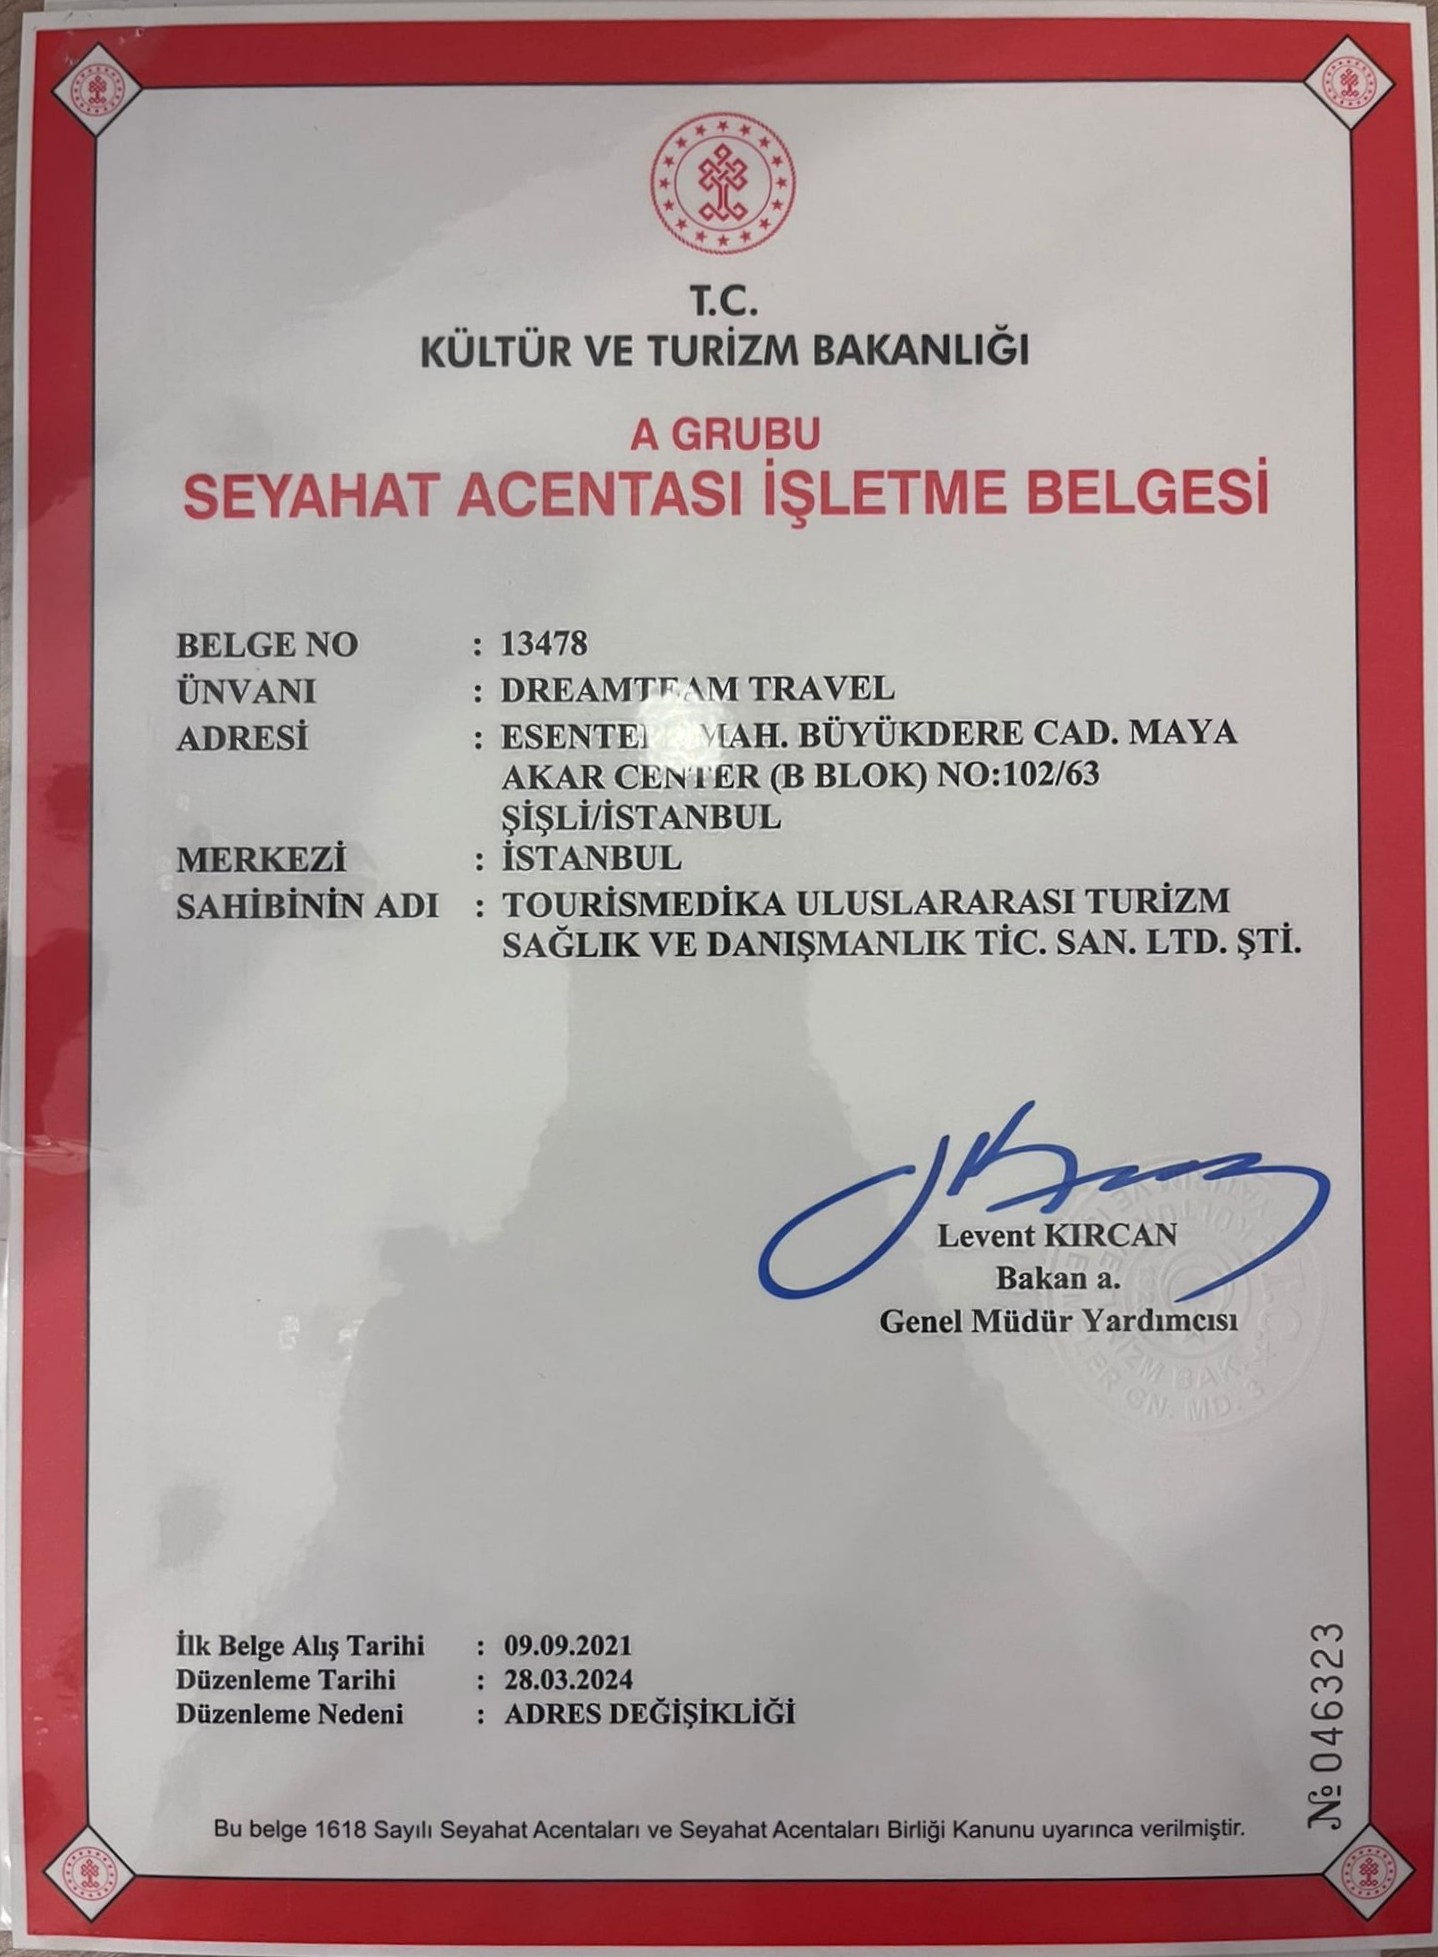 T.C.
KÜLTÜR VE TURİZM BAKANLIĞI
A GRUBU
SEYAHAT ACENTASI İŞLETME BELGESİ
BELGE NO : 13478
ÜNVANI : DREAMTEAM TRAVEL
ADRESİ : MAH. BÜYÜKDERE CAD. MAYA
AKAR CENTER (B BLOK) NO:102/63
ŞİŞLİ/İSTANBUL
MERKEZİ : İSTANBUL
SAHİBİNİN ADI : TOURİSMEDİKA ULUSLARARASI TURİZM
SAĞLIK VE DANIŞMANLIK TİC. SAN. LTD. ŞTİ.
Levent KIRCAN
Bakan a.
Genel Müdür Yardımcısı
İlk Belge Alış Tarihi : 09.09.2021
Düzenleme Tarihi : 28.03.2024
Düzenleme Nedeni : ADRES DEĞİŞİKLİĞİ
№ 046323
Bu belge 1618 Sayılı Seyahat Acentaları ve Seyahat Acentaları Birliği Kanunu uyarınca verilmiştir.